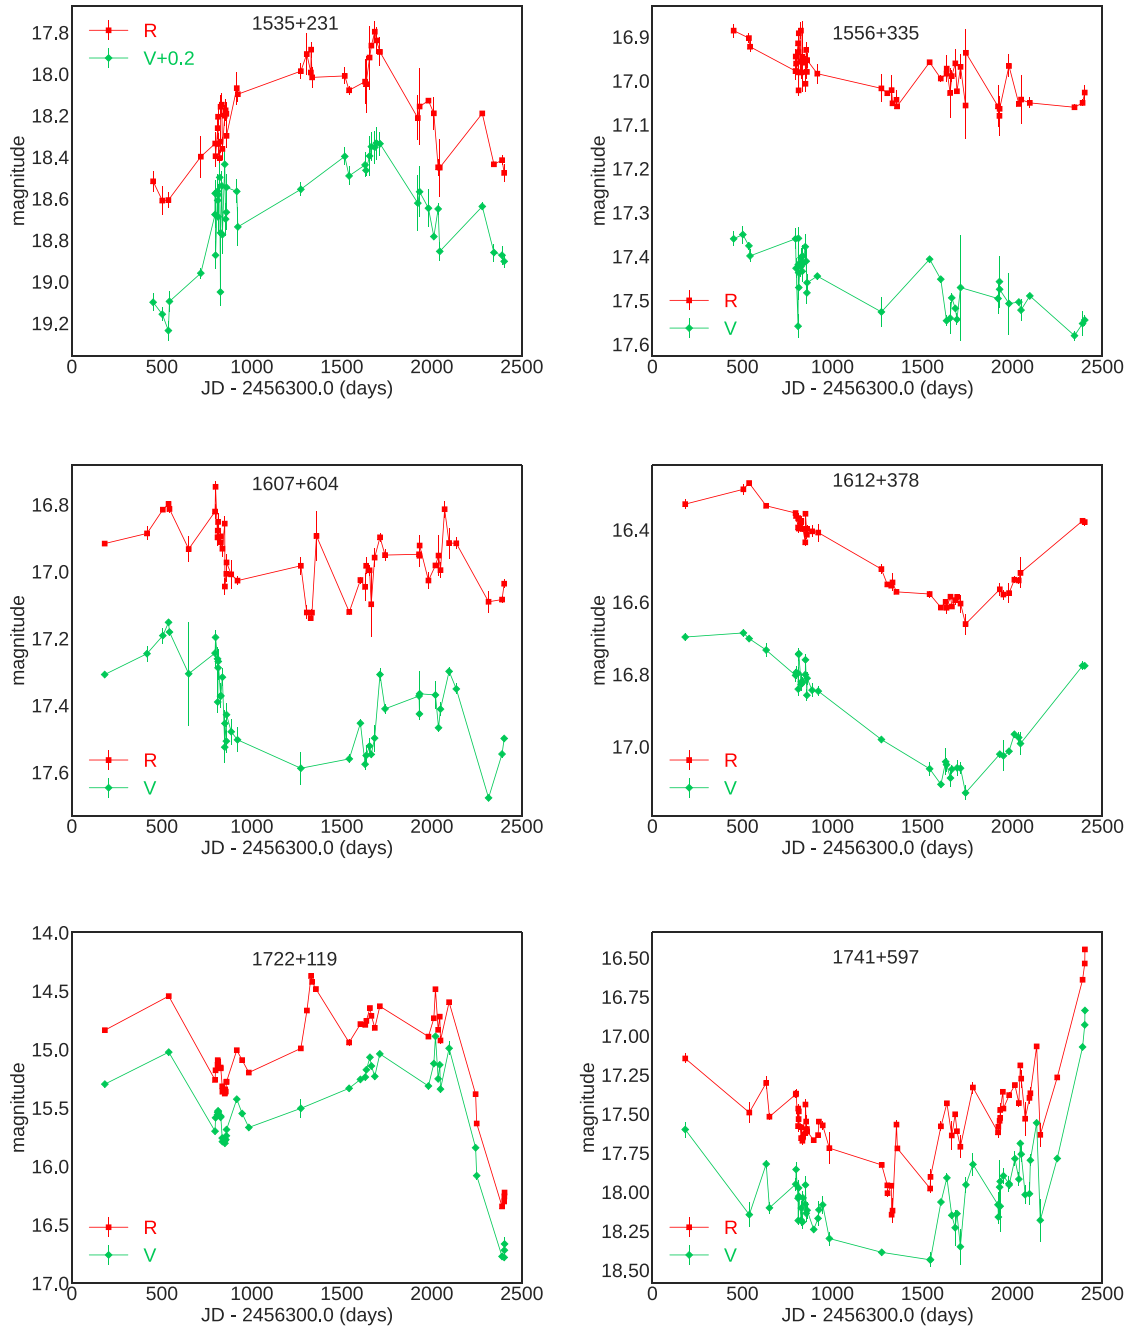 1535+231
R
V+0.2
17.8
18.0
18.2
18.4
18.6
18.8
19.0
19.2
magnitude
0 500 1000 1500 2000 2500
JD - 2456300.0 (days)
1556+335
16.9
17.0
17.1
17.2
17.3
17.4
17.5
17.6
magnitude
R
V
0 500 1000 1500 2000 2500
JD - 2456300.0 (days)
1607+604
16.8
17.0
17.2
17.4
17.6
magnitude
R
V
0 500 1000 1500 2000 2500
JD - 2456300.0 (days)
1612+378
16.4
16.6
16.8
17.0
magnitude
R
V
0 500 1000 1500 2000 2500
JD - 2456300.0 (days)
1722+119
14.0
14.5
15.0
15.5
16.0
16.5
17.0
magnitude
R
V
0 500 1000 1500 2000 2500
JD - 2456300.0 (days)
1741+597
16.50
16.75
17.00
17.25
17.50
17.75
18.00
18.25
18.50
magnitude
R
V
0 500 1000 1500 2000 2500
JD - 2456300.0 (days)